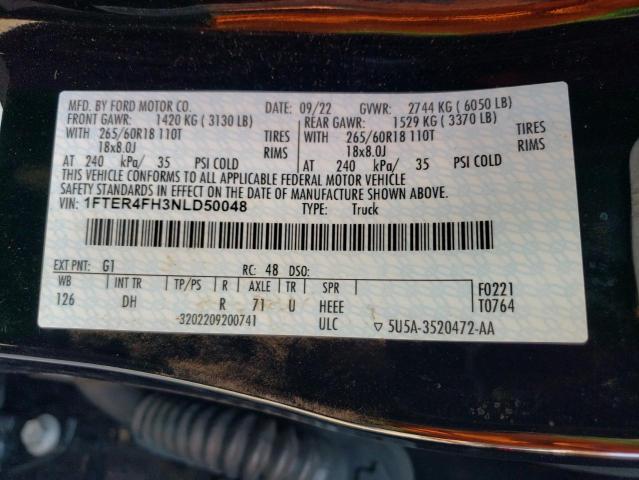 MFD. BY FORD MOTOR CO. DATE: 09/22 GVWR: 2744 KG (6050 LB)
FRONT GAWR: 1420 KG (3130 LB) REAR GAWR: 1529 KG (3370 LB)
WITH 265/60R18 110T TIRES WITH 265/60R18 110T TIRES
18x8.0J RIMS 18x8.0J RIMS
AT 240 kPa/ 35 PSI COLD AT 240 kPa/ 35 PSI COLD
THIS VEHICLE CONFORMS TO ALL APPLICABLE FEDERAL MOTOR VEHICLE
SAFETY STANDARDS IN EFFECT ON THE DATE OF MANUFACTURE SHOWN ABOVE.
VIN: 1FTER4FH3NLD50048 TYPE: Truck
EXT PNT: G1 RC: 48 DSO:
WB INT TR TP/PS R AXLE TR SPR F0221
126 DH R 71 U HEEE T0764
-3202209200741 ULC 5U5A-3520472-AA